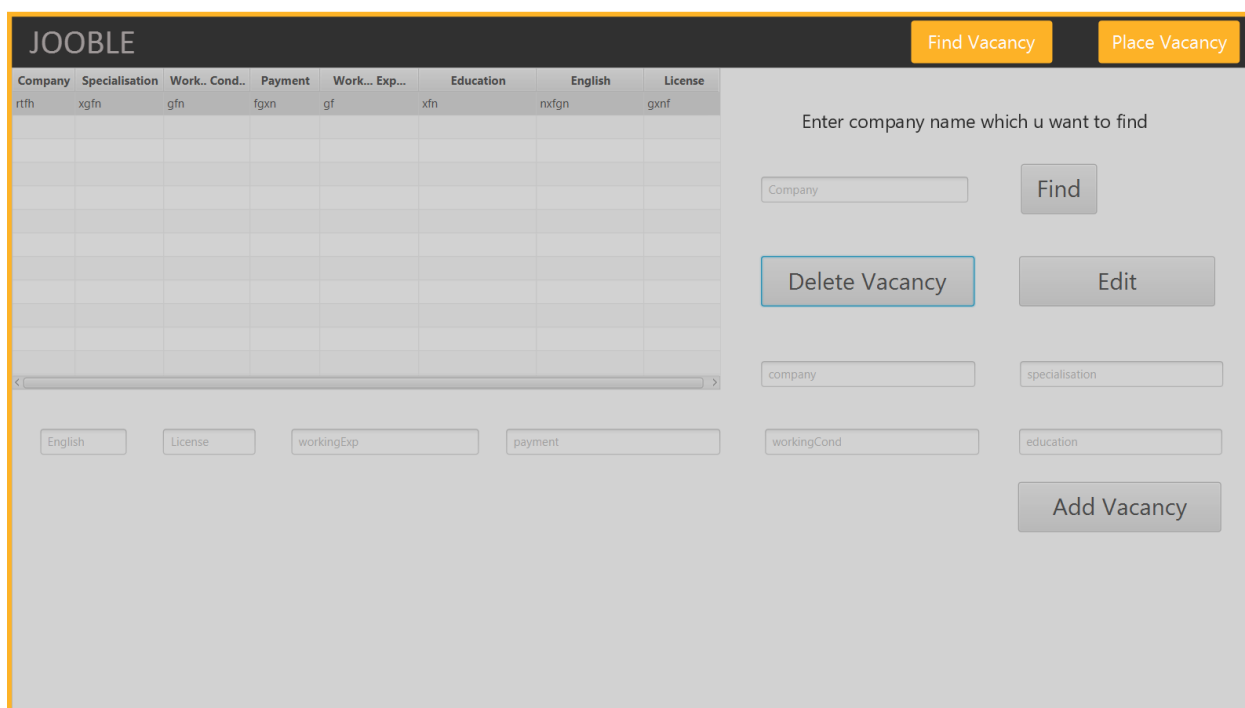 JOOBLE Find Vacancy Place Vacancy
Company Specialisation Work.. Cond.. Payment Work... Exp... Education English License
rtfh xgfn gfn fgxn gf xfn nxfgn gxnf
Enter company name which u want to find
Company Find
Delete Vacancy Edit
company specialisation
English License workingExp payment workingCond education
Add Vacancy